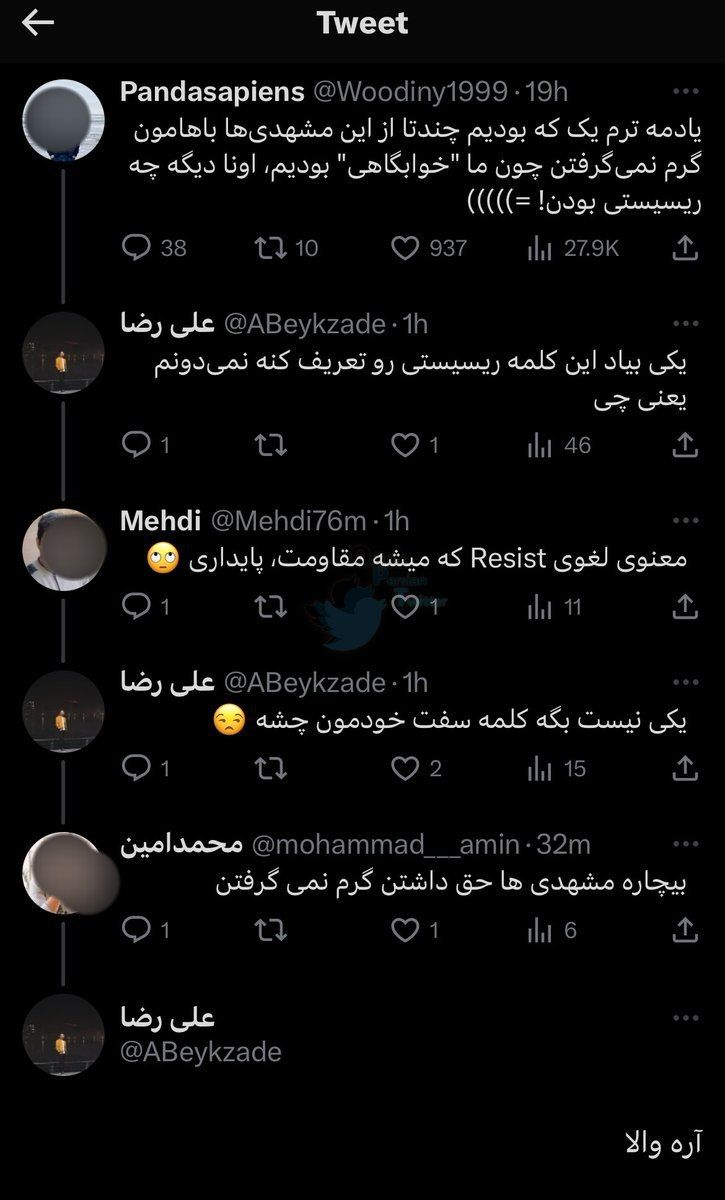 Tweet
Pandasapiens @Woodiny1999 · 19h
یادمه ترم یک که بودیم چندتا از این مشهدی‌ها باهامون
گرم نمی‌گرفتن چون ما "خوابگاهی" بودیم، اونا دیگه چه
ریسیستی بودن! =)))))
38 10 937 27.9K
علی رضا @ABeykzade · 1h
یکی بیاد این کلمه ریسیستی رو تعریف کنه نمی‌دونم
یعنی چی
1 1 46
Mehdi @Mehdi76m · 1h
معنوی لغوی Resist که میشه مقاومت، پایداری 🙄
1 1 11
Persian
علی رضا @ABeykzade · 1h
یکی نیست بگه کلمه سفت خودمون چشه 😒
1 2 15
محمدامین @mohammad___amin · 32m
بیچاره مشهدی ها حق داشتن گرم نمی گرفتن
1 1 6
علی رضا
@ABeykzade
آره والا